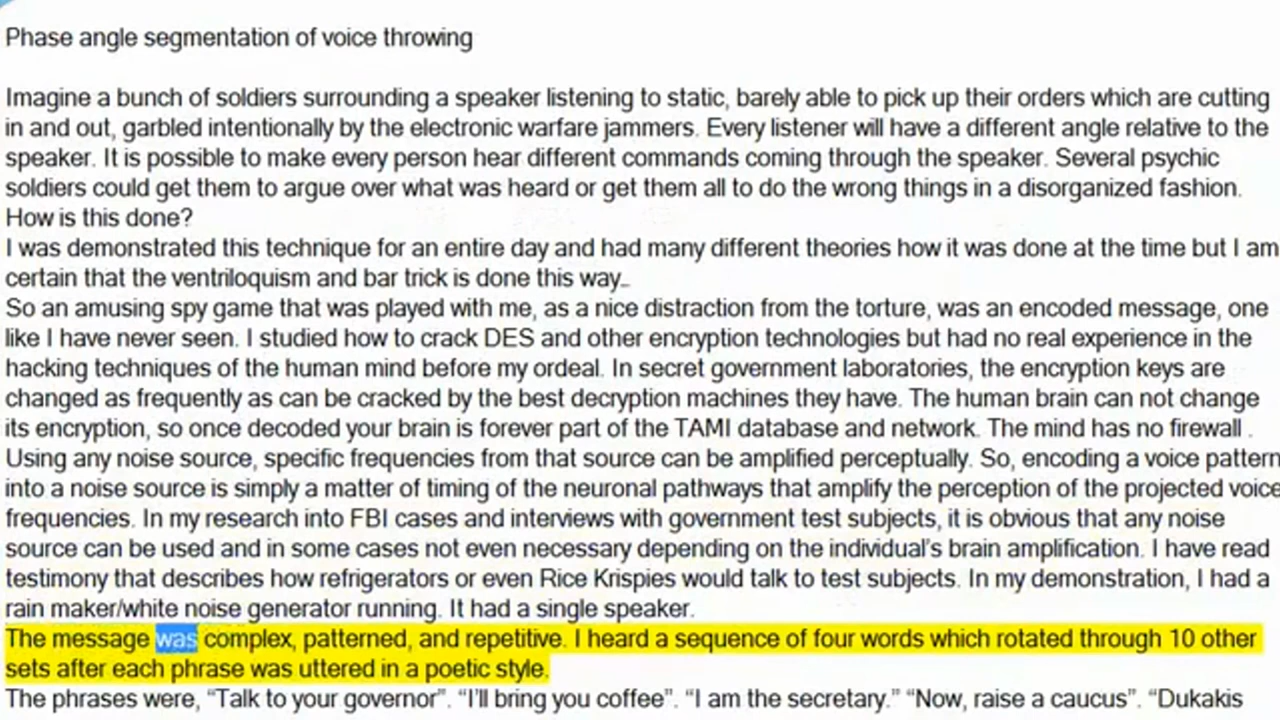 Phase angle segmentation of voice throwing
Imagine a bunch of soldiers surrounding a speaker listening to static, barely able to pick up their orders which are cutting
in and out, garbled intentionally by the electronic warfare jammers. Every listener will have a different angle relative to the
speaker. It is possible to make every person hear different commands coming through the speaker. Several psychic
soldiers could get them to argue over what was heard or get them all to do the wrong things in a disorganized fashion.
How is this done?
I was demonstrated this technique for an entire day and had many different theories how it was done at the time but I am
certain that the ventriloquism and bar trick is done this way..
So an amusing spy game that was played with me, as a nice distraction from the torture, was an encoded message, one
like I have never seen. I studied how to crack DES and other encryption technologies but had no real experience in the
hacking techniques of the human mind before my ordeal. In secret government laboratories, the encryption keys are
changed as frequently as can be cracked by the best decryption machines they have. The human brain can not change
its encryption, so once decoded your brain is forever part of the TAMI database and network. The mind has no firewall .
Using any noise source, specific frequencies from that source can be amplified perceptually. So, encoding a voice pattern
into a noise source is simply a matter of timing of the neuronal pathways that amplify the perception of the projected voice
frequencies. In my research into FBI cases and interviews with government test subjects, it is obvious that any noise
source can be used and in some cases not even necessary depending on the individual's brain amplification. I have read
testimony that describes how refrigerators or even Rice Krispies would talk to test subjects. In my demonstration, I had a
rain maker/white noise generator running. It had a single speaker.
The message was complex, patterned, and repetitive. I heard a sequence of four words which rotated through 10 other
sets after each phrase was uttered in a poetic style.
The phrases were, “Talk to your governor”. “I'll bring you coffee”. “I am the secretary.” “Now, raise a caucus”. “Dukakis